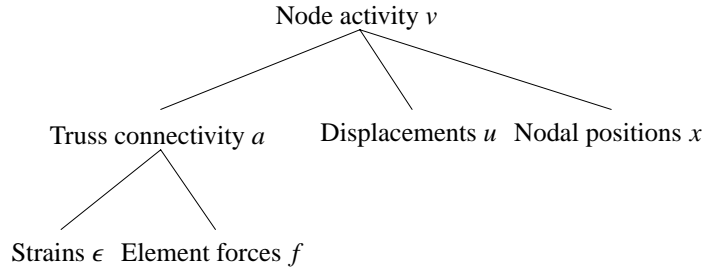 Node activity v
Truss connectivity a Displacements u Nodal positions x
Strains ϵ Element forces f